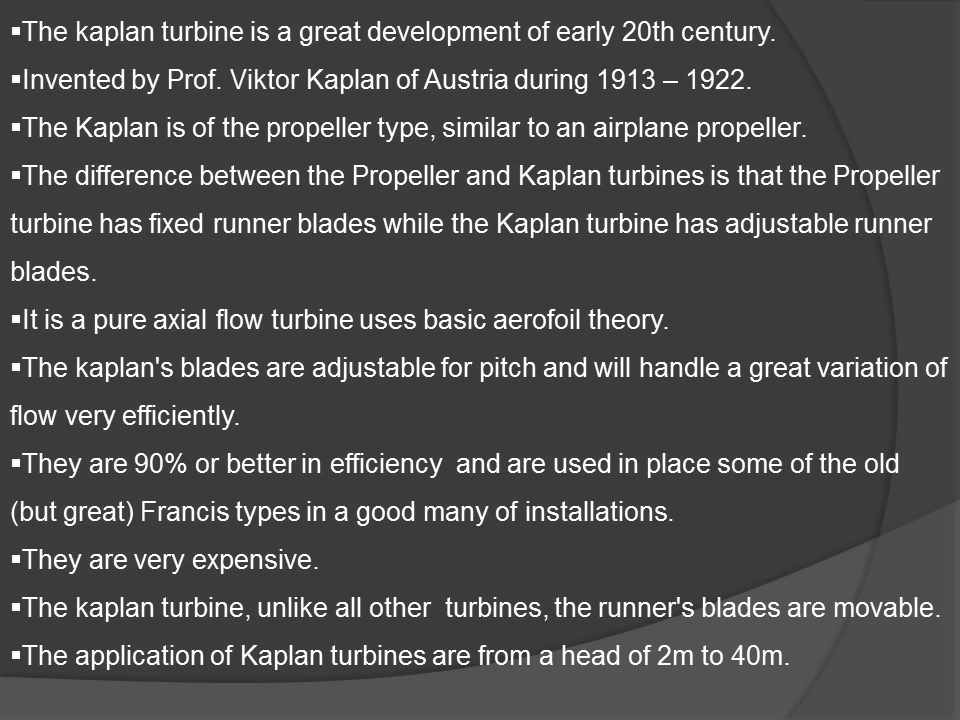 ▪The kaplan turbine is a great development of early 20th century.
▪Invented by Prof. Viktor Kaplan of Austria during 1913 – 1922.
▪The Kaplan is of the propeller type, similar to an airplane propeller.
▪The difference between the Propeller and Kaplan turbines is that the Propeller
turbine has fixed runner blades while the Kaplan turbine has adjustable runner
blades.
▪It is a pure axial flow turbine uses basic aerofoil theory.
▪The kaplan's blades are adjustable for pitch and will handle a great variation of
flow very efficiently.
▪They are 90% or better in efficiency  and are used in place some of the old
(but great) Francis types in a good many of installations.
▪They are very expensive.
▪The kaplan turbine, unlike all other  turbines, the runner's blades are movable.
▪The application of Kaplan turbines are from a head of 2m to 40m.